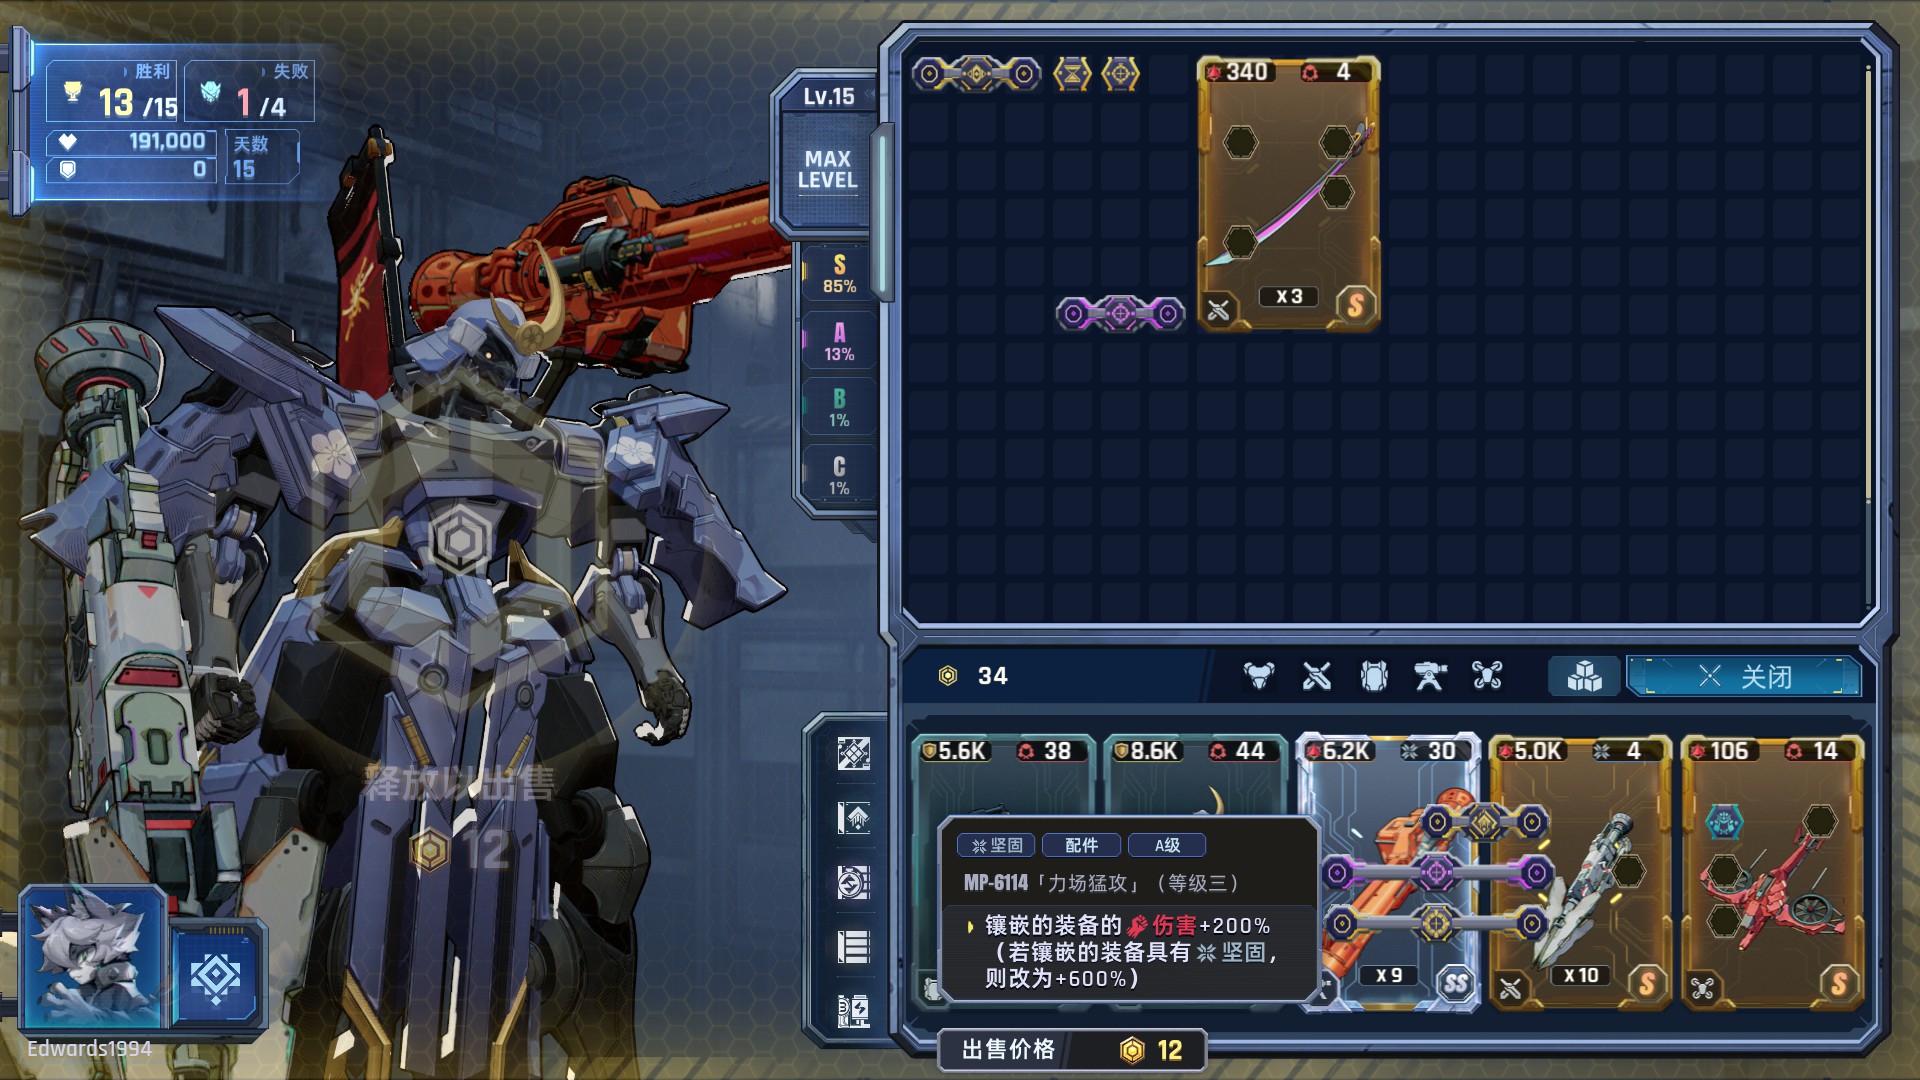 胜利
13 /15
失败
1 /4
191,000
0
天数
15
Lv.15
MAX
LEVEL
S
85%
A
13%
B
1%
C
1%
340
4
x 3
S
34
关闭
5.6K
38
8.6K
44
6.2K
30
5.0K
4
106
14
坚固
配件
A级
MP-6114「力场猛攻」（等级三）
镶嵌的装备的伤害+200%
（若镶嵌的装备具有坚固，
则改为+600%）
x 9
SS
x 10
S
S
释放以出售
12
Edwards1994
出售价格
12